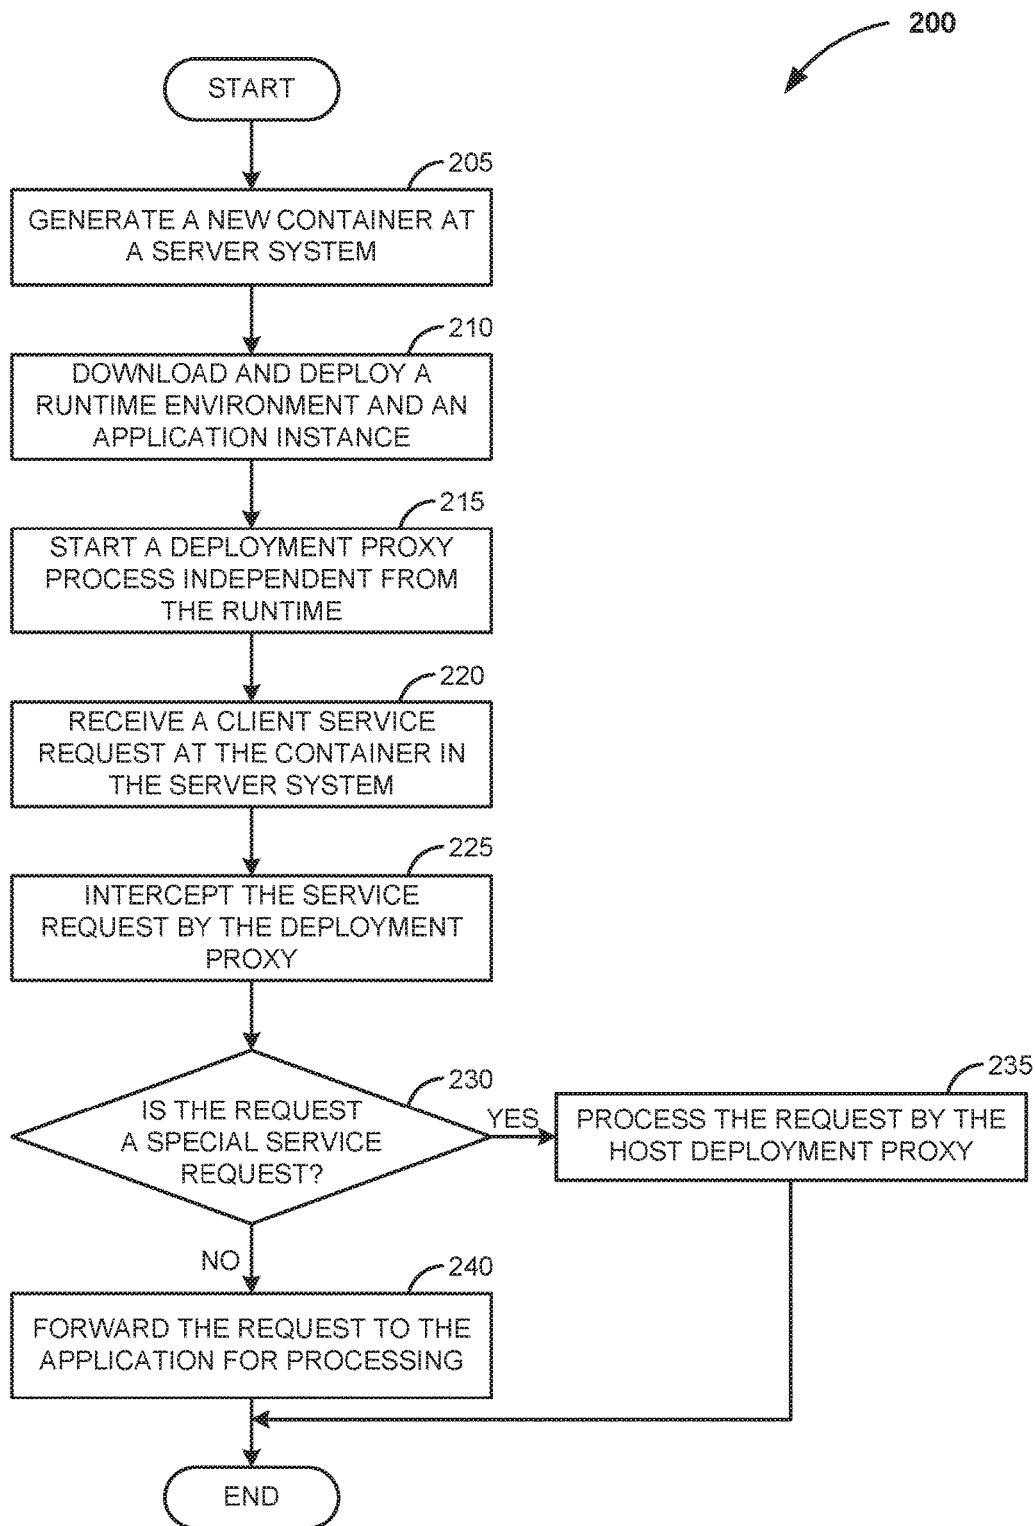 200
START
205
GENERATE A NEW CONTAINER AT
A SERVER SYSTEM
210
DOWNLOAD AND DEPLOY A
RUNTIME ENVIRONMENT AND AN
APPLICATION INSTANCE
215
START A DEPLOYMENT PROXY
PROCESS INDEPENDENT FROM
THE RUNTIME
220
RECEIVE A CLIENT SERVICE
REQUEST AT THE CONTAINER IN
THE SERVER SYSTEM
225
INTERCEPT THE SERVICE
REQUEST BY THE DEPLOYMENT
PROXY
230
IS THE REQUEST
A SPECIAL SERVICE
REQUEST?
YES
235
PROCESS THE REQUEST BY THE
HOST DEPLOYMENT PROXY
NO
240
FORWARD THE REQUEST TO THE
APPLICATION FOR PROCESSING
END